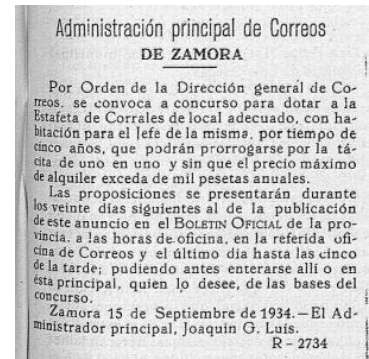 Administración principal de Correos
DE ZAMORA
Por Orden de la Dirección general de Co-
rreos, se convoca a concurso para dotar a la
Estafeta de Corrales de local adecuado, con ha-
bitación para el Jefe de la misma, por tiempo de
cinco años, que podrán prorrogarse por la tá-
cita de uno en uno y sin que el precio máximo
de alquiler exceda de mil pesetas anuales.
Las proposiciones se presentarán durante
los veinte días siguientes al de la publicación
de este anuncio en el BOLETIN OFICIAL de la pro-
vincia, a las horas de oficina, en la referida ofi-
cina de Correos y el último día hasta las cinco
de la tarde; pudiendo antes enterarse allí o en
ésta principal, quien lo desee, de las bases del
concurso.
Zamora 15 de Septiembre de 1934.—El Ad-
ministrador principal, Joaquin G. Luis.
R-2734